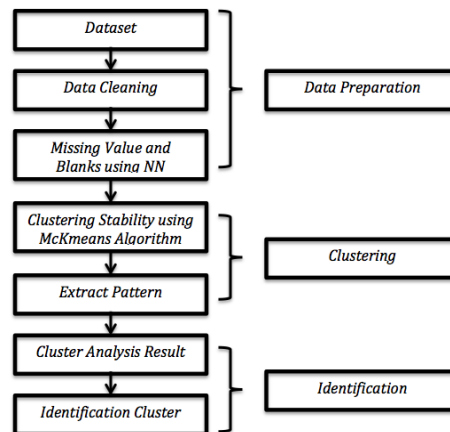 Dataset
Data Cleaning
Data Preparation
Missing Value and
Blanks using NN
Clustering Stability using
McKmeans Algorithm
Clustering
Extract Pattern
Cluster Analysis Result
Identification
Identification Cluster